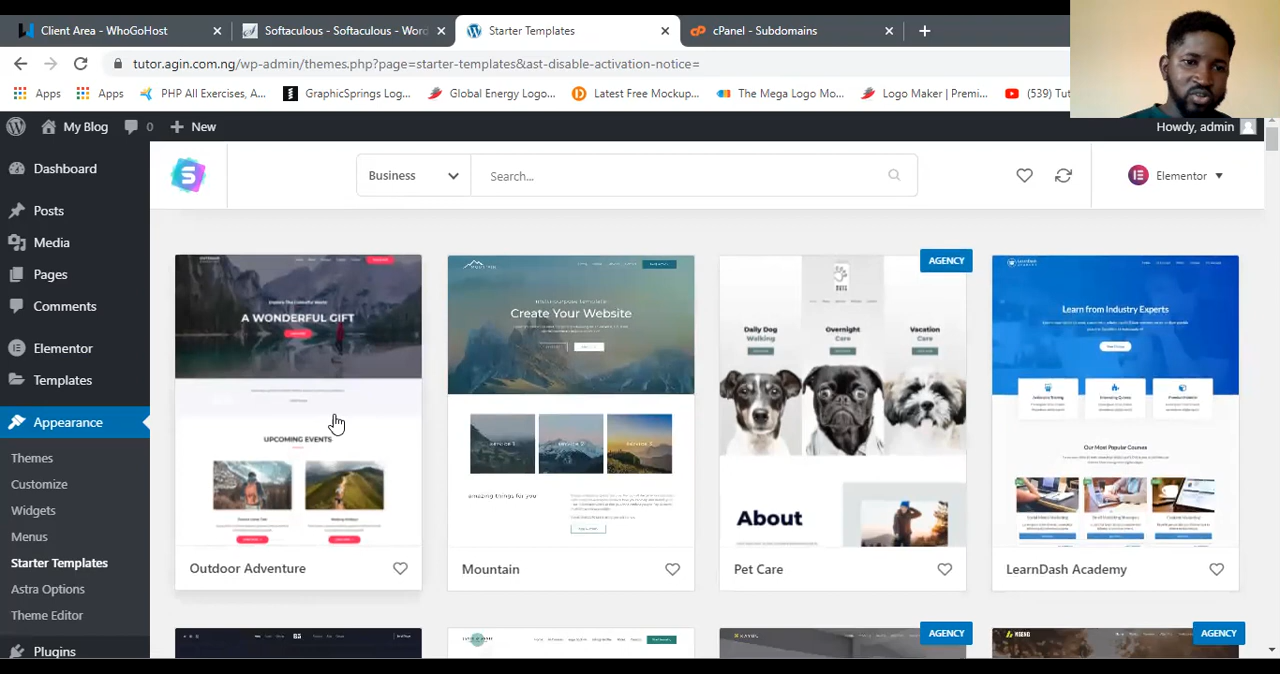 Client Area - WhoGoHost
Softaculous - Softaculous - Word
Starter Templates
cPanel - Subdomains
tutor.agin.com.ng/wp-admin/themes.php?page=starter-templates&ast-disable-activation-notice=
Apps
Apps
PHP All Exercises, A...
GraphicSprings Log...
Global Energy Logo...
Latest Free Mockup...
The Mega Logo Mo...
Logo Maker | Premi...
(539) Tut
My Blog
0
New
Howdy, admin
Dashboard
Posts
Media
Pages
Comments
Elementor
Templates
Appearance
Themes
Customize
Widgets
Menus
Starter Templates
Astra Options
Theme Editor
Plugins
S
Business
Search...
Elementor
A WONDERFUL GIFT
UPCOMING EVENTS
Outdoor Adventure
Create Your Website
amazing things for you
Mountain
AGENCY
Daily Dog
Walking
Overnight
Care
Vacation
Care
About
Pet Care
Learn from Industry Experts
Our Most Popular Courses
LearnDash Academy
AGENCY
AGENCY